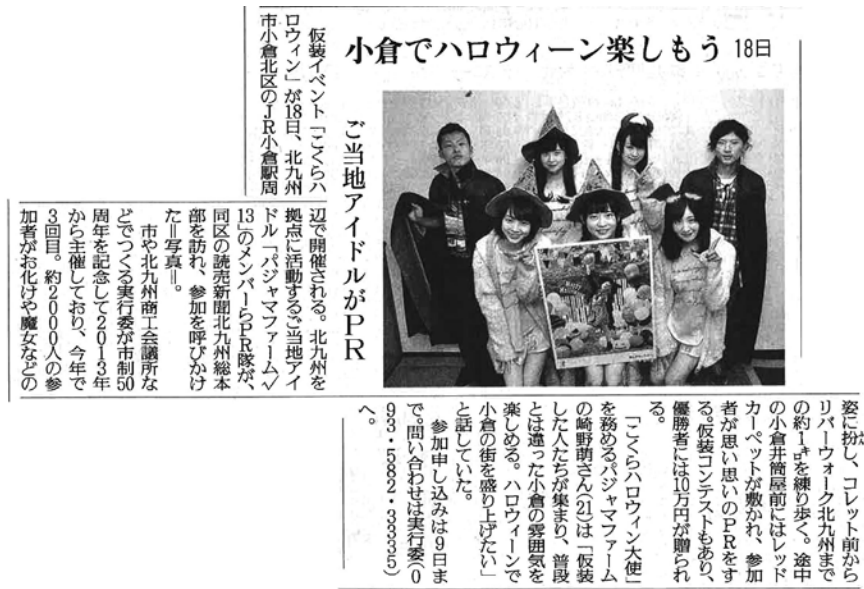 小倉でハロウィーン楽しもう 18日
ご当地アイドルがPR
仮装イベント「こくらハ
ロウィン」が18日、北九州
市小倉北区のJR小倉駅周
辺で開催される。北九州を
拠点に活動するご当地アイ
ドル「パジャマファーム√
13」のメンバーらPR隊が、
同区の読売新聞北九州総本
部を訪れ、参加を呼びかけ
た＝写真＝。
市や北九州商工会議所な
どでつくる実行委が市制50
周年を記念して2013年
から主催しており、今年で
3回目。約2000人の参
加者がお化けや魔女などの
姿に扮し、コレット前から
リバーウォーク北九州まで
の約1㌔を練り歩く。途中
の小倉井筒屋前にはレッド
カーペットが敷かれ、参加
者が思い思いのPRをす
る。仮装コンテストもあり、
優勝者には10万円が贈られ
る。
「こくらハロウィン大使」
を務めるパジャマファーム
の崎野萌さん(21)は「仮装
した人たちが集まり、普段
とは違った小倉の雰囲気を
楽しめる。ハロウィーンで
小倉の街を盛り上げたい」
と話していた。
参加申し込みは9日ま
で。問い合わせは実行委(0
93・582・3335)
へ。